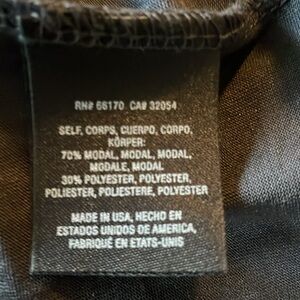 RN# 66170 CA# 32054
SELF, CORPS, CUERPO, CORPO,
KÖRPER:
70% MODAL, MODAL, MODAL,
MODALE, MODAL
30% POLYESTER, POLYESTER,
POLIESTER, POLIESTERE, POLYESTER
MADE IN USA, HECHO EN
ESTADOS UNIDOS DE AMERICA,
FABRIQUÉ EN ETATS-UNIS